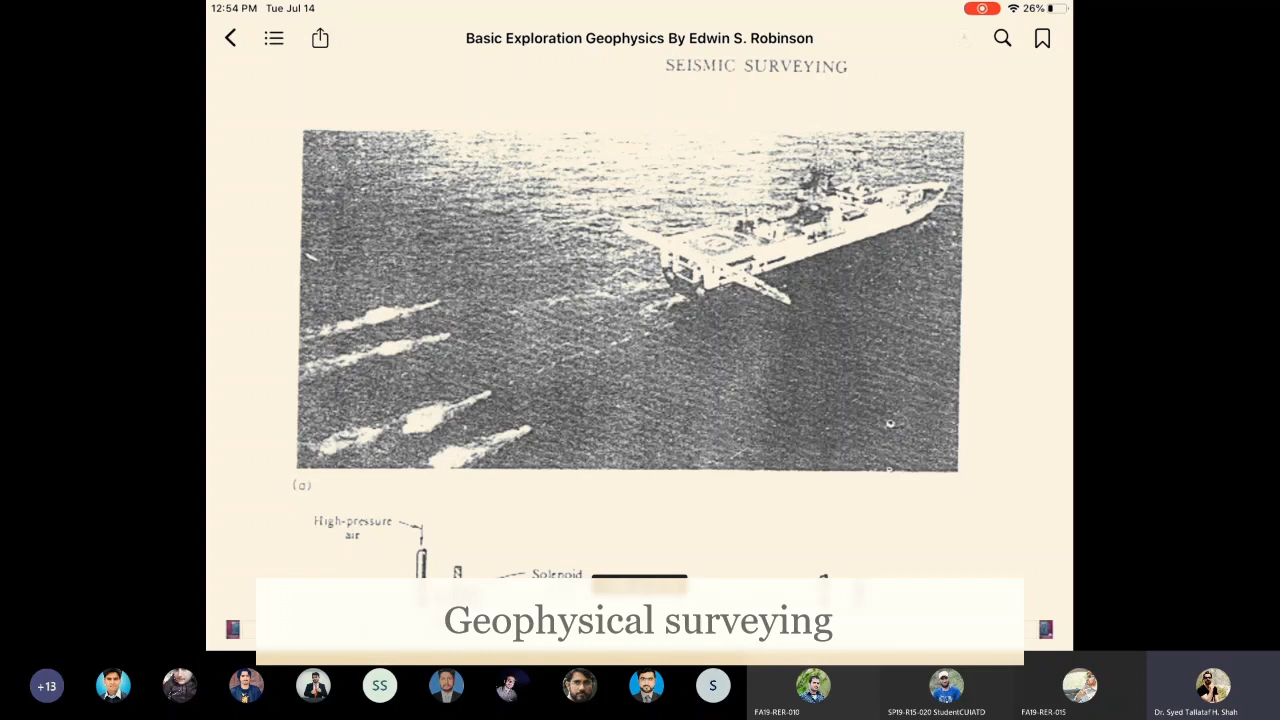 12:54 PM Tue Jul 14
26%
Basic Exploration Geophysics By Edwin S. Robinson
SEISMIC SURVEYING
(a)
High-pressure
air
Solenoid
Geophysical surveying
+13
SS
S
FA19-RER-010
SP19-R15-020 StudentCUIATD
FA19-RER-015
Dr. Syed Tallataf H. Shah